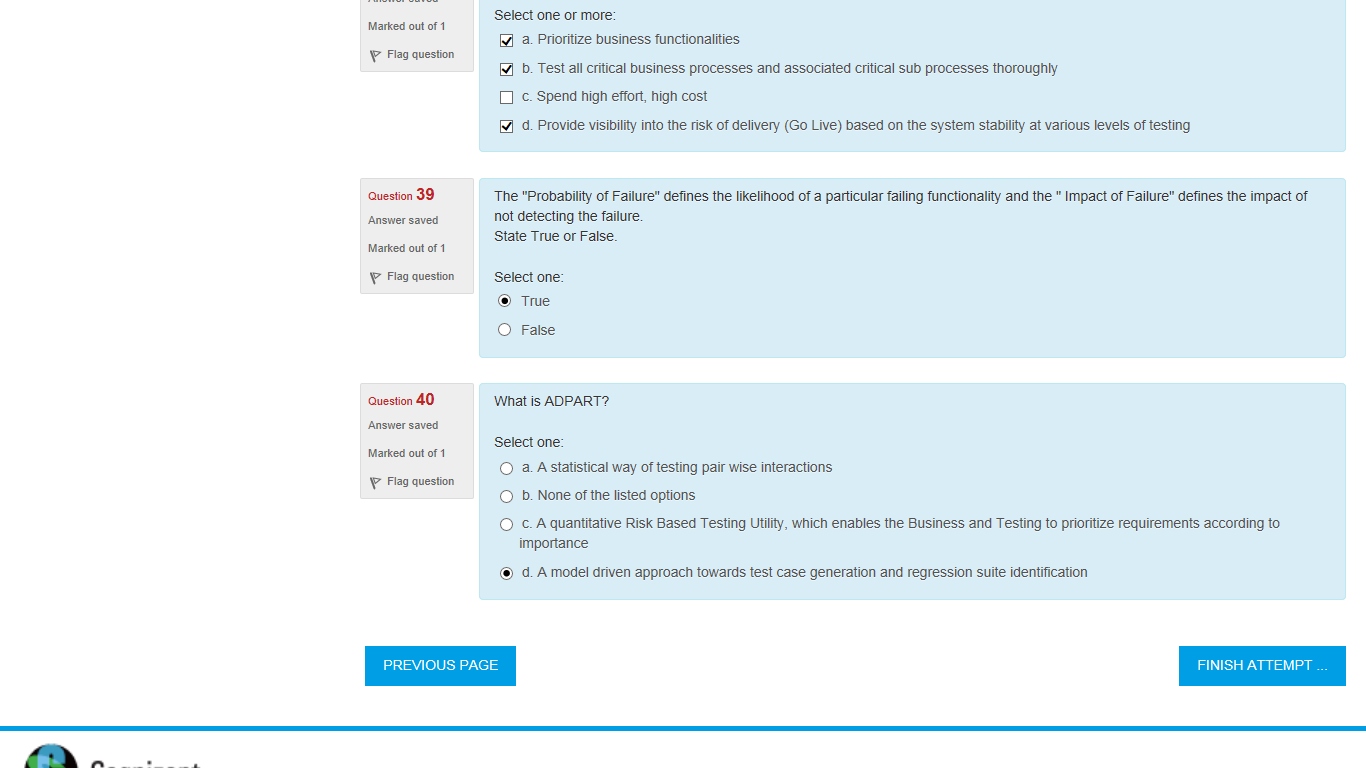 Answer saved
Select one or more:
Marked out of 1
a. Prioritize business functionalities
Flag question
b. Test all critical business processes and associated critical sub processes thoroughly
c. Spend high effort, high cost
d. Provide visibility into the risk of delivery (Go Live) based on the system stability at various levels of testing
Question 39
Answer saved
Marked out of 1
Flag question
The "Probability of Failure" defines the likelihood of a particular failing functionality and the " Impact of Failure" defines the impact of
not detecting the failure.
State True or False.
Select one:
True
False
Question 40
Answer saved
Marked out of 1
Flag question
What is ADPART?
Select one:
a. A statistical way of testing pair wise interactions
b. None of the listed options
c. A quantitative Risk Based Testing Utility, which enables the Business and Testing to prioritize requirements according to
importance
d. A model driven approach towards test case generation and regression suite identification
PREVIOUS PAGE
FINISH ATTEMPT ...
Cognizant